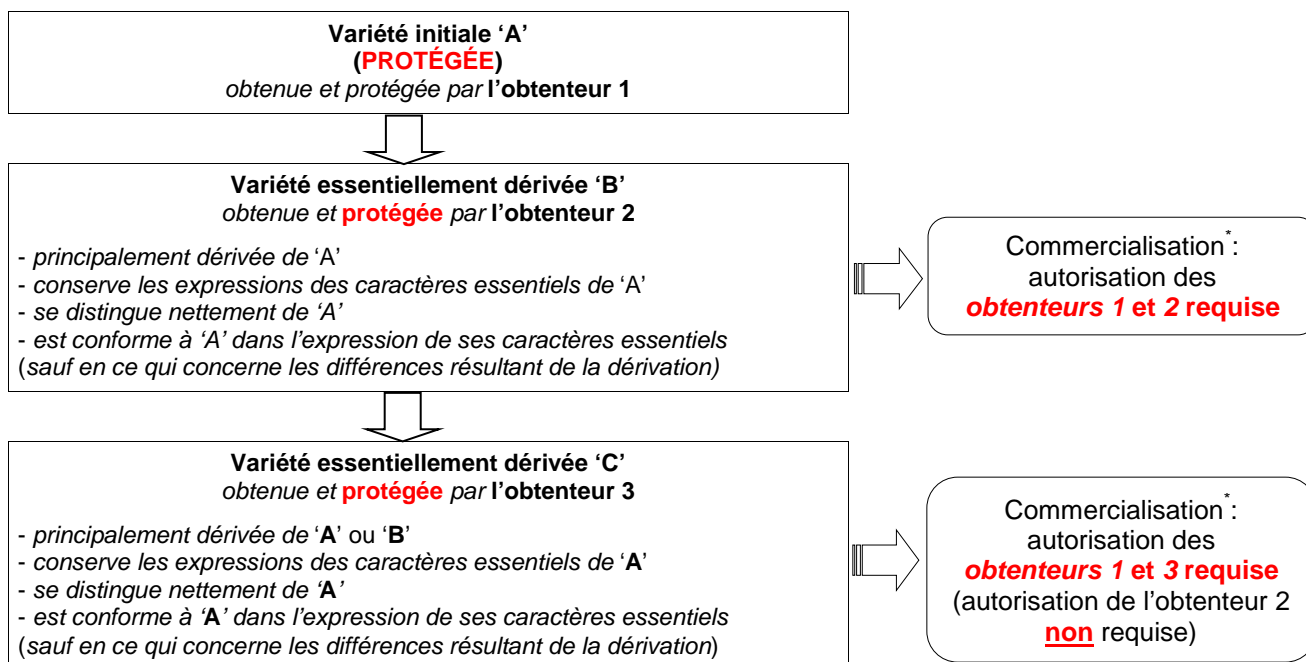 Variété initiale ‘A’
(PROTÉGÉE)
obtenue et protégée par l’obtenteur 1
Variété essentiellement dérivée ‘B’
obtenue et protégée par l’obtenteur 2
- principalement dérivée de ‘A’
- conserve les expressions des caractères essentiels de ‘A’
- se distingue nettement de ‘A’
- est conforme à ‘A’ dans l’expression de ses caractères essentiels
(sauf en ce qui concerne les différences résultant de la dérivation)
Commercialisation*:
autorisation des
obtenteurs 1 et 2 requise
Variété essentiellement dérivée ‘C’
obtenue et protégée par l’obtenteur 3
- principalement dérivée de ‘A’ ou ‘B’
- conserve les expressions des caractères essentiels de ‘A’
- se distingue nettement de ‘A’
- est conforme à ‘A’ dans l’expression de ses caractères essentiels
(sauf en ce qui concerne les différences résultant de la dérivation)
Commercialisation*:
autorisation des
obtenteurs 1 et 3 requise
(autorisation de l’obtenteur 2
non requise)